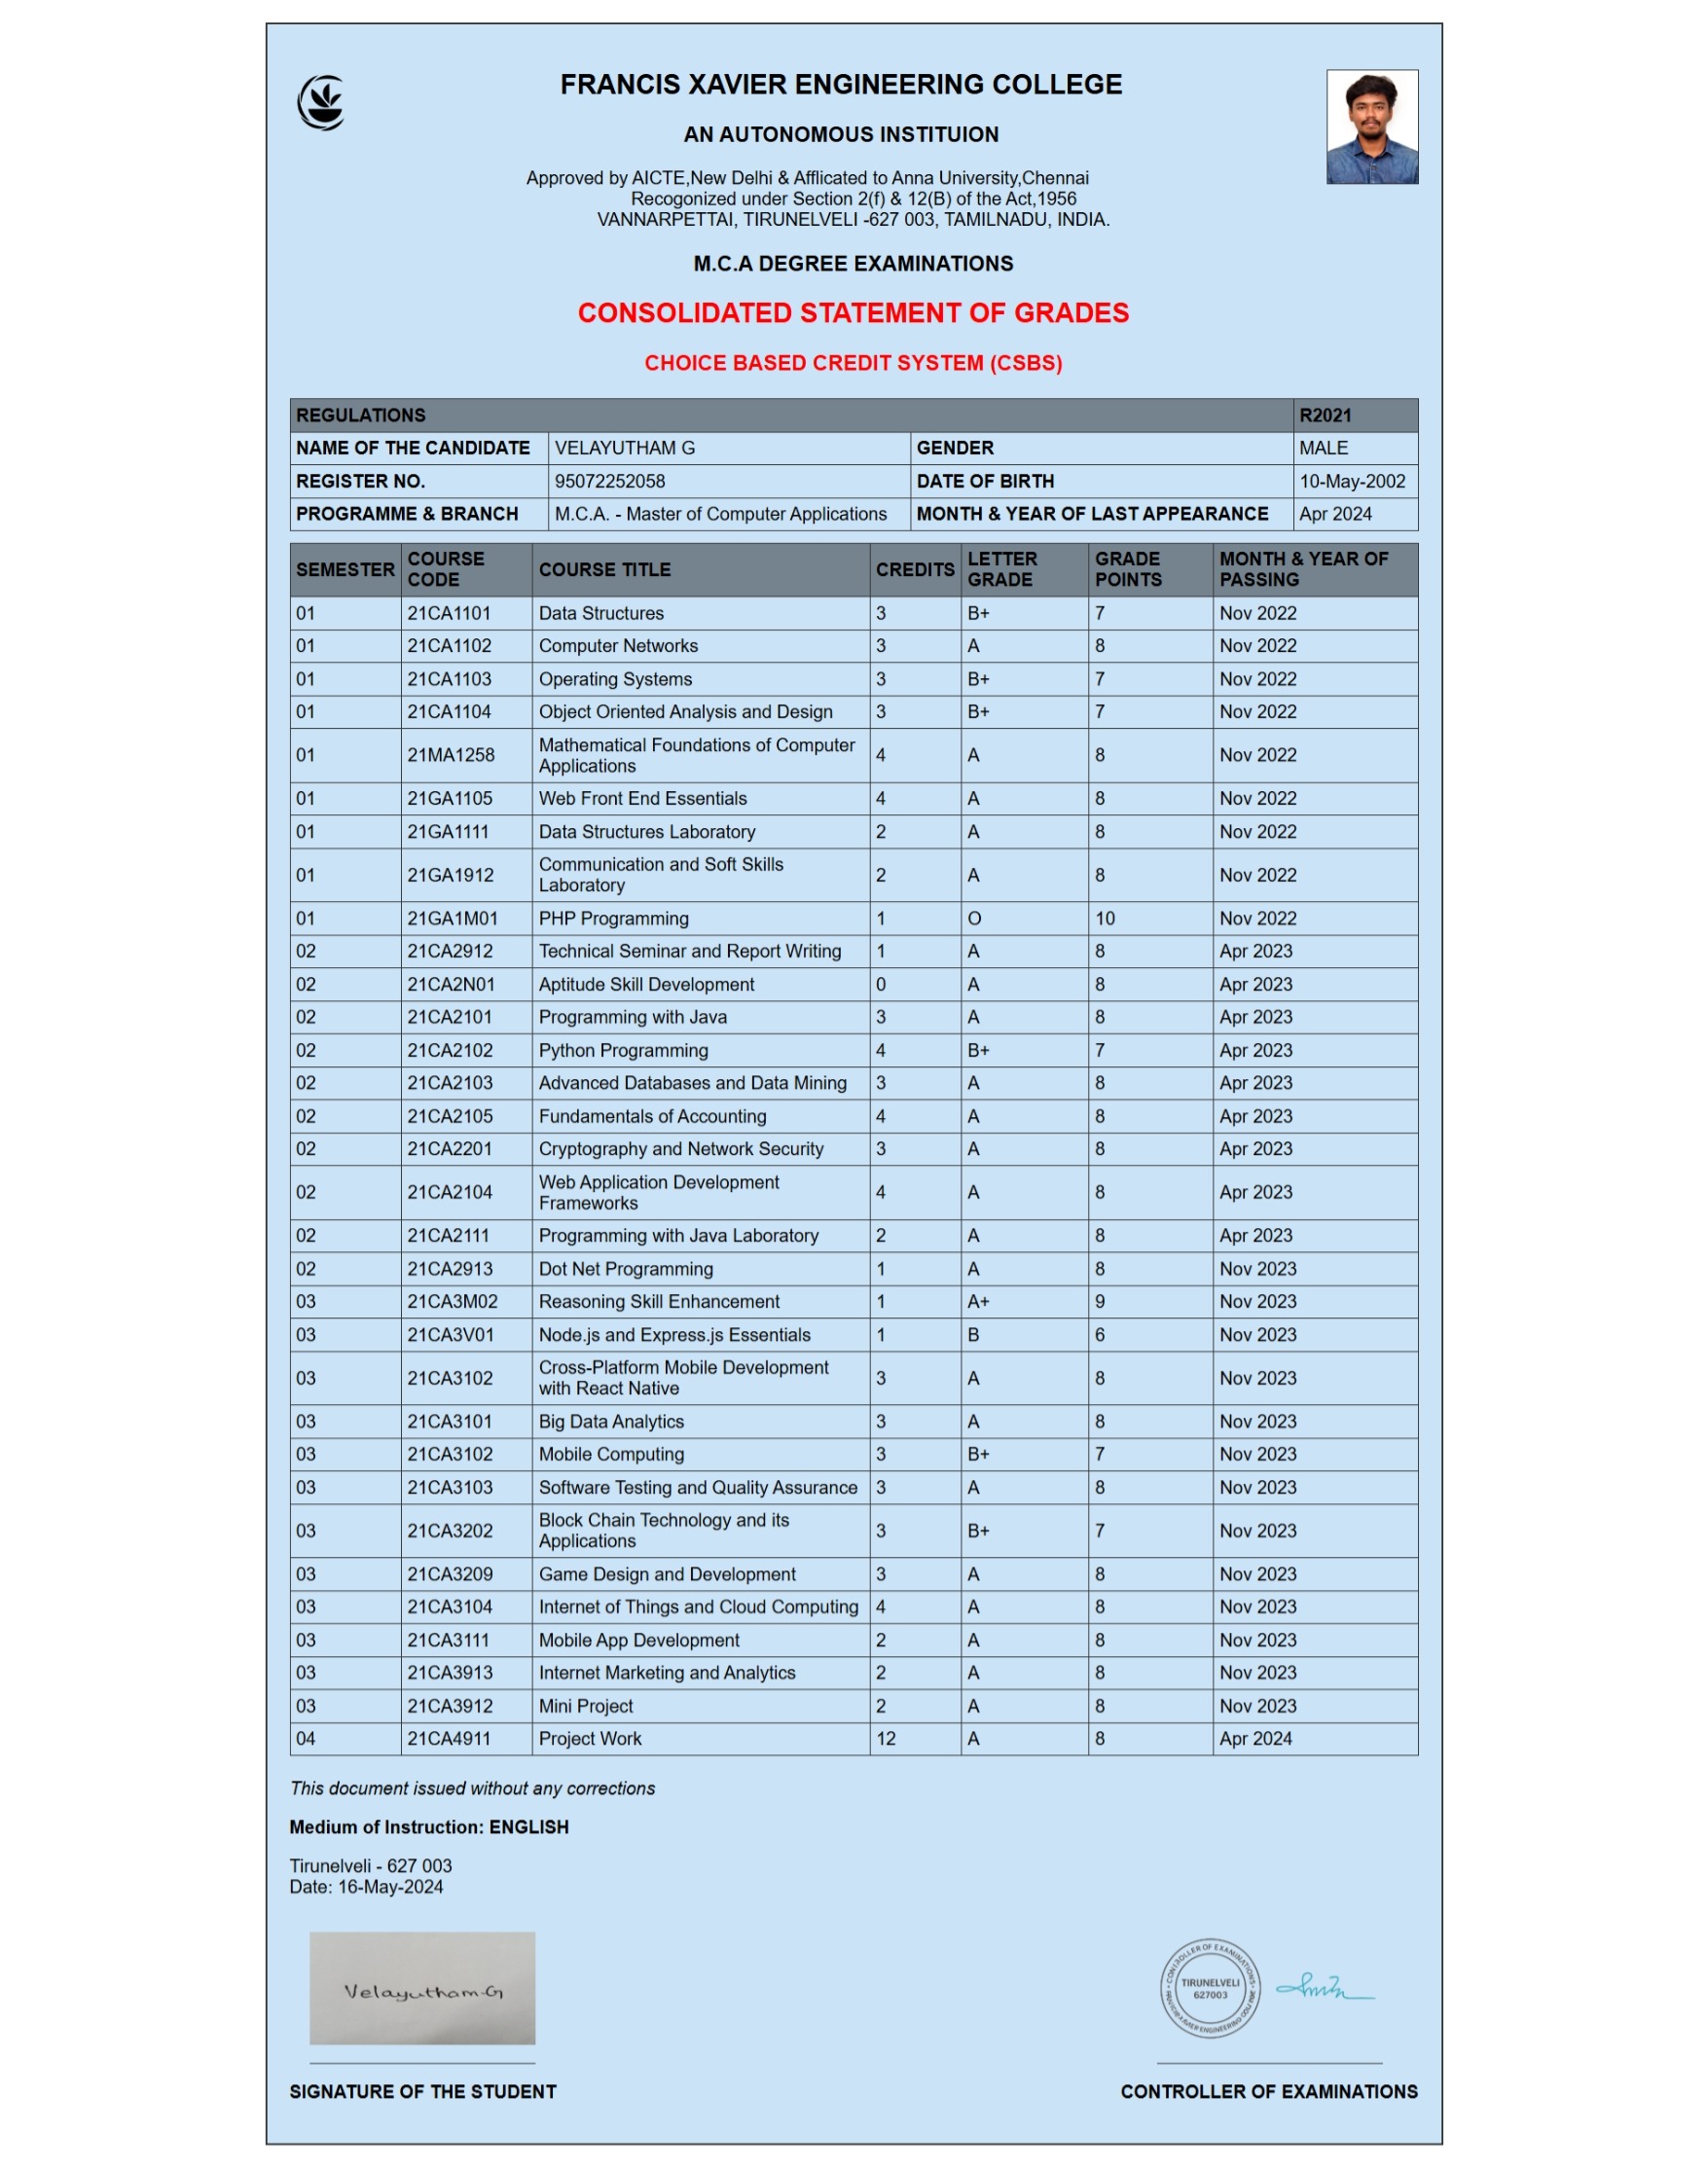 FRANCIS XAVIER ENGINEERING COLLEGE
AN AUTONOMOUS INSTITUION
Approved by AICTE,New Delhi & Afflicated to Anna University,Chennai
Recogonized under Section 2(f) & 12(B) of the Act,1956
VANNARPETTAI, TIRUNELVELI -627 003, TAMILNADU, INDIA.
M.C.A DEGREE EXAMINATIONS
CONSOLIDATED STATEMENT OF GRADES
CHOICE BASED CREDIT SYSTEM (CSBS)
REGULATIONS R2021
NAME OF THE CANDIDATE VELAYUTHAM G GENDER MALE
REGISTER NO. 95072252058 DATE OF BIRTH 10-May-2002
PROGRAMME & BRANCH M.C.A. - Master of Computer Applications MONTH & YEAR OF LAST APPEARANCE Apr 2024
SEMESTER COURSE CODE COURSE TITLE CREDITS LETTER GRADE GRADE POINTS MONTH & YEAR OF PASSING
01 21CA1101 Data Structures 3 B+ 7 Nov 2022
01 21CA1102 Computer Networks 3 A 8 Nov 2022
01 21CA1103 Operating Systems 3 B+ 7 Nov 2022
01 21CA1104 Object Oriented Analysis and Design 3 B+ 7 Nov 2022
01 21MA1258 Mathematical Foundations of Computer Applications 4 A 8 Nov 2022
01 21GA1105 Web Front End Essentials 4 A 8 Nov 2022
01 21GA1111 Data Structures Laboratory 2 A 8 Nov 2022
01 21GA1912 Communication and Soft Skills Laboratory 2 A 8 Nov 2022
01 21GA1M01 PHP Programming 1 O 10 Nov 2022
02 21CA2912 Technical Seminar and Report Writing 1 A 8 Apr 2023
02 21CA2N01 Aptitude Skill Development 0 A 8 Apr 2023
02 21CA2101 Programming with Java 3 A 8 Apr 2023
02 21CA2102 Python Programming 4 B+ 7 Apr 2023
02 21CA2103 Advanced Databases and Data Mining 3 A 8 Apr 2023
02 21CA2105 Fundamentals of Accounting 4 A 8 Apr 2023
02 21CA2201 Cryptography and Network Security 3 A 8 Apr 2023
02 21CA2104 Web Application Development Frameworks 4 A 8 Apr 2023
02 21CA2111 Programming with Java Laboratory 2 A 8 Apr 2023
02 21CA2913 Dot Net Programming 1 A 8 Nov 2023
03 21CA3M02 Reasoning Skill Enhancement 1 A+ 9 Nov 2023
03 21CA3V01 Node.js and Express.js Essentials 1 B 6 Nov 2023
03 21CA3102 Cross-Platform Mobile Development with React Native 3 A 8 Nov 2023
03 21CA3101 Big Data Analytics 3 A 8 Nov 2023
03 21CA3102 Mobile Computing 3 B+ 7 Nov 2023
03 21CA3103 Software Testing and Quality Assurance 3 A 8 Nov 2023
03 21CA3202 Block Chain Technology and its Applications 3 B+ 7 Nov 2023
03 21CA3209 Game Design and Development 3 A 8 Nov 2023
03 21CA3104 Internet of Things and Cloud Computing 4 A 8 Nov 2023
03 21CA3111 Mobile App Development 2 A 8 Nov 2023
03 21CA3913 Internet Marketing and Analytics 2 A 8 Nov 2023
03 21CA3912 Mini Project 2 A 8 Nov 2023
04 21CA4911 Project Work 12 A 8 Apr 2024
This document issued without any corrections
Medium of Instruction: ENGLISH
Tirunelveli - 627 003
Date: 16-May-2024
Velayutham.G
CONTROLLER OF EXAMINATIONS
TIRUNELVELI
627003
XAVIER ENGINEERING
SIGNATURE OF THE STUDENT CONTROLLER OF EXAMINATIONS